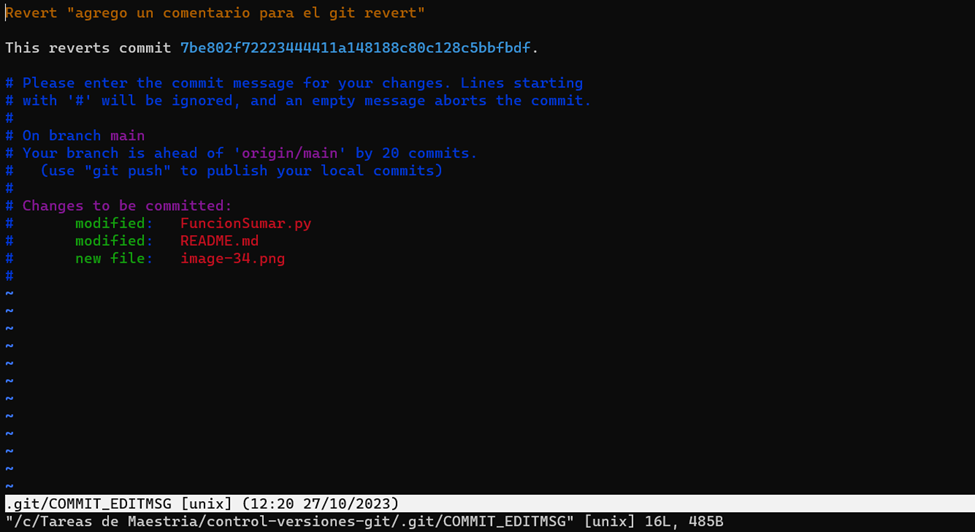 Revert "agrego un comentario para el git revert"
This reverts commit 7be802f72223444411a148188c80c128c5bbfbdf.
# Please enter the commit message for your changes. Lines starting
# with '#' will be ignored, and an empty message aborts the commit.
#
# On branch main
# Your branch is ahead of 'origin/main' by 20 commits.
#   (use "git push" to publish your local commits)
#
# Changes to be committed:
#       modified:   FuncionSumar.py
#       modified:   README.md
#       new file:   image-34.png
#
~
~
~
~
~
~
~
~
~
~
~
~
.git/COMMIT_EDITMSG [unix] (12:20 27/10/2023)
"/c/Tareas de Maestria/control-versiones-git/.git/COMMIT_EDITMSG" [unix] 16L, 485B